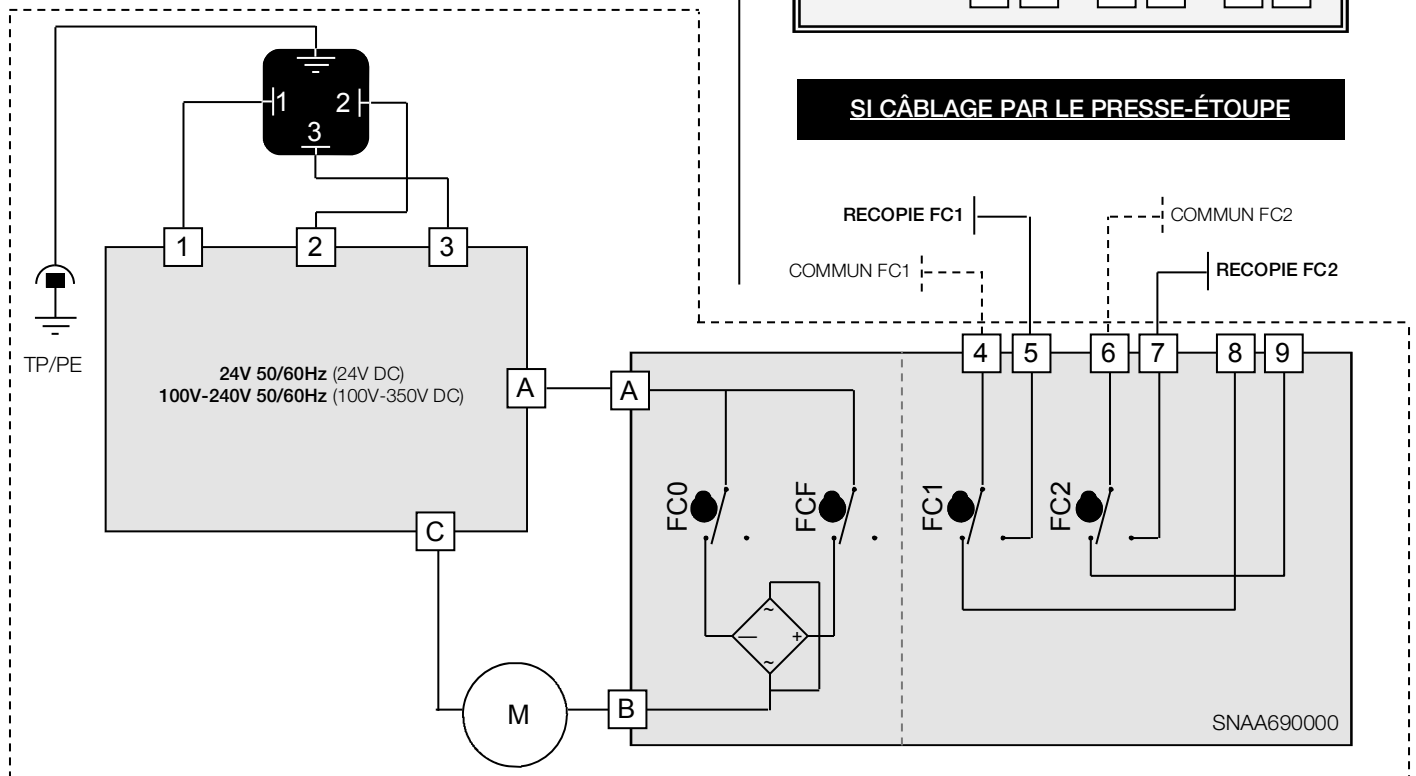 SI CÂBLAGE PAR LE PRESSE-ÉTOUPE
1
2
3
RECOPIE FC1
COMMUN FC2
COMMUN FC1
RECOPIE FC2
1
2
3
TP/PE
24V 50/60Hz (24V DC)
100V-240V 50/60Hz (100V-350V DC)
A
A
4
5
6
7
8
9
FC0
FCF
FC1
FC2
C
~
—
+
~
M
B
SNAA690000